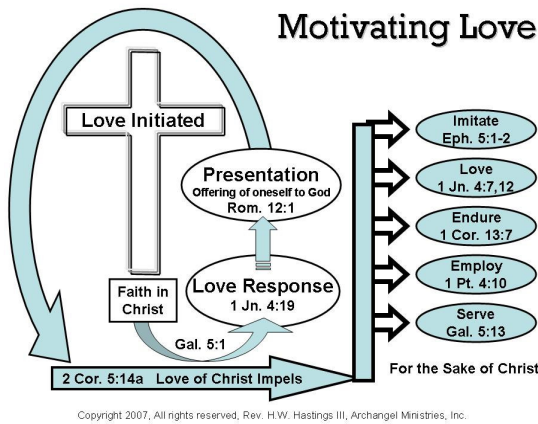 Motivating Love
Love Initiated
Presentation
Offering of oneself to God
Rom. 12:1
Love Response
1 Jn. 4:19
Faith in
Christ
Gal. 5:1
2 Cor. 5:14a Love of Christ Impels
Imitate
Eph. 5:1-2
Love
1 Jn. 4:7,12
Endure
1 Cor. 13:7
Employ
1 Pt. 4:10
Serve
Gal. 5:13
For the Sake of Christ
Copyright 2007, All rights reserved, Rev. H.W. Hastings III, Archangel Ministries, Inc.